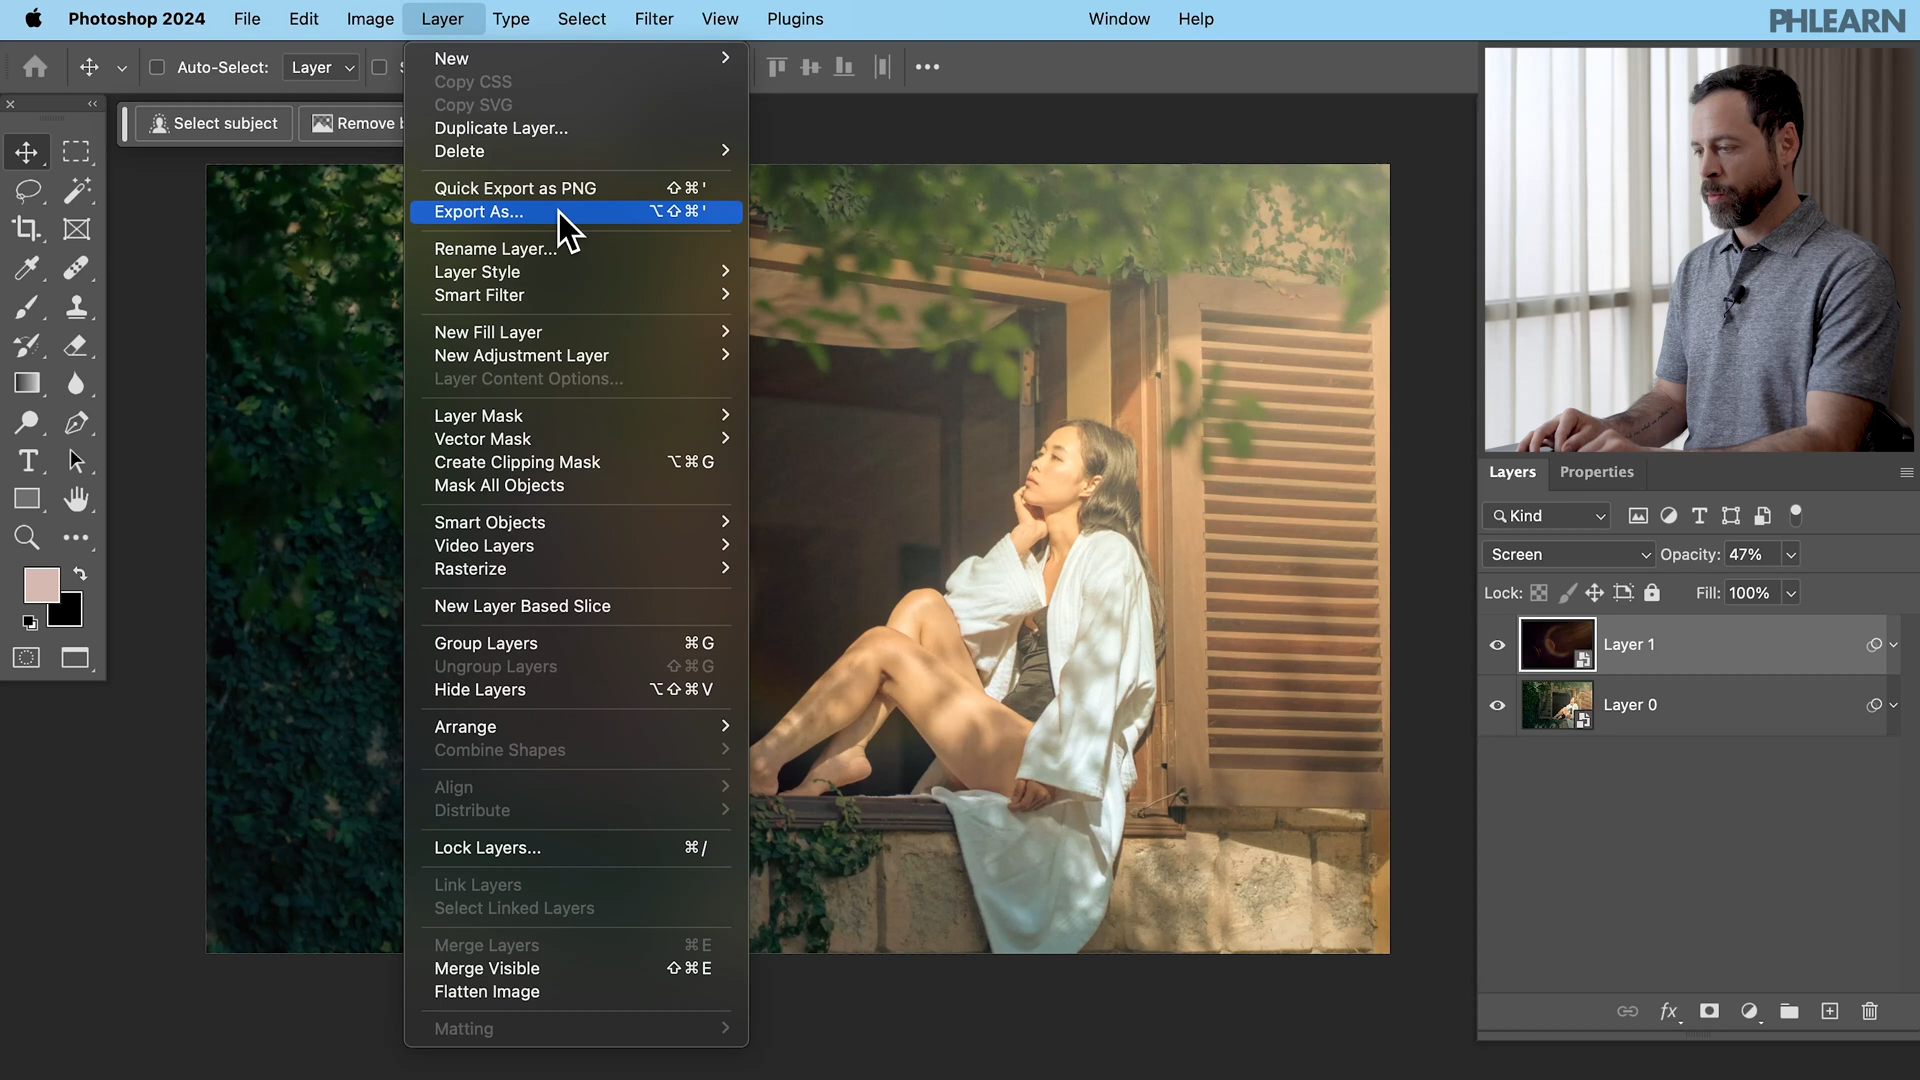 Photoshop 2024 File Edit Image Layer Type Select Filter View Plugins Window Help
PHLEARN
Auto-Select: Layer
Select subject
Remove b
New
Copy CSS
Copy SVG
Duplicate Layer...
Delete
Quick Export as PNG ⇧⌘'
Export As... ⌥⇧⌘'
Rename Layer...
Layer Style
Smart Filter
New Fill Layer
New Adjustment Layer
Layer Content Options...
Layer Mask
Vector Mask
Create Clipping Mask ⌥⌘G
Mask All Objects
Smart Objects
Video Layers
Rasterize
New Layer Based Slice
Group Layers ⌘G
Ungroup Layers ⇧⌘G
Hide Layers ⌥⇧⌘V
Arrange
Combine Shapes
Align
Distribute
Lock Layers... ⌘/
Link Layers
Select Linked Layers
Merge Layers ⌘E
Merge Visible ⇧⌘E
Flatten Image
Matting
Layers Properties
Kind
Screen Opacity: 47%
Lock: Fill: 100%
Layer 1
Layer 0
fx